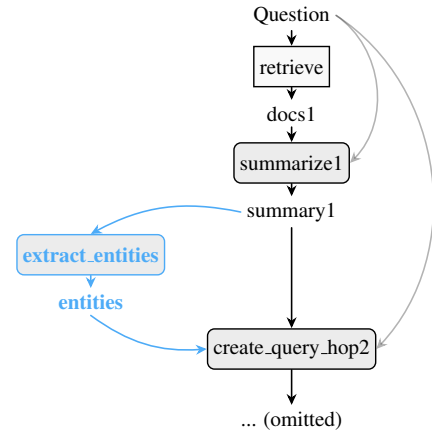 Question
retrieve
docs1
summarize1
summary1
extract_entities
entities
create_query_hop2
... (omitted)